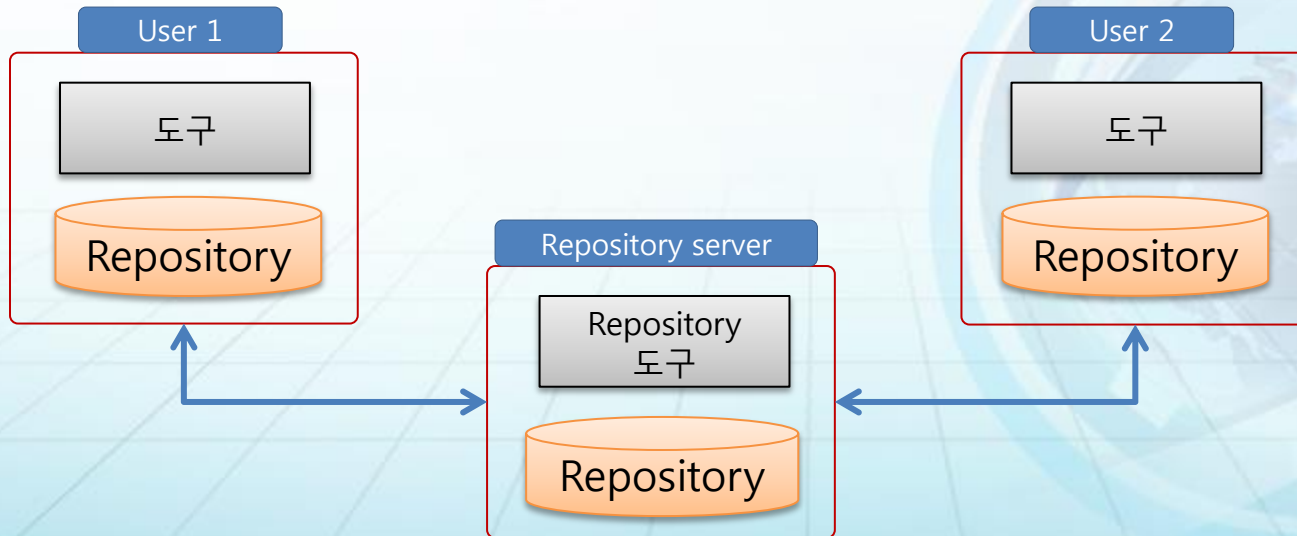 User 1
도구
Repository
User 2
도구
Repository
Repository server
Repository
도구
Repository